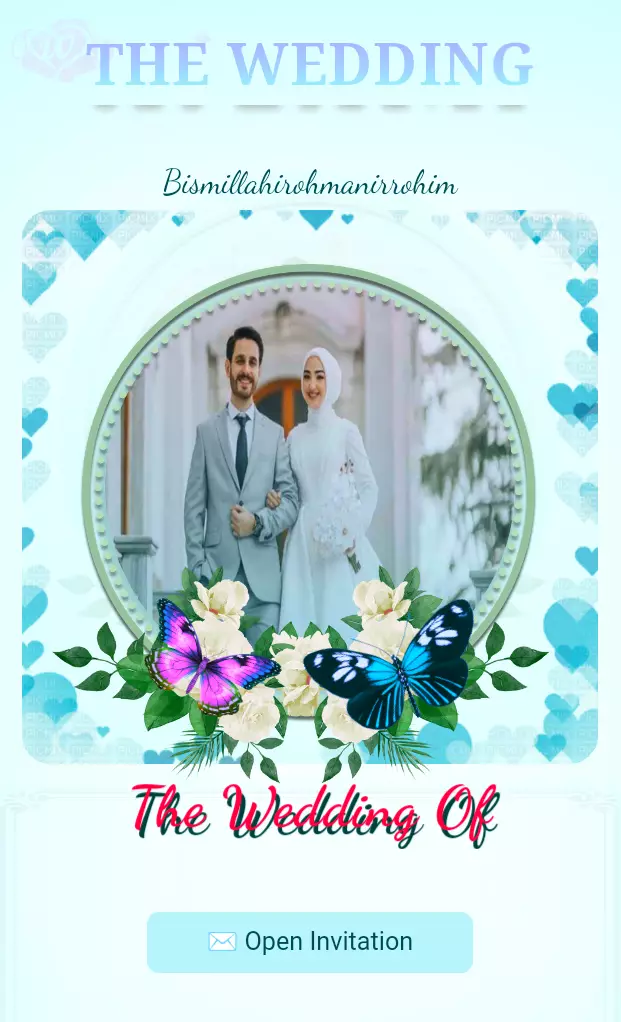 THE WEDDING
Bismillahirohmanirrohim
The Wedding Of
✉️ Open Invitation